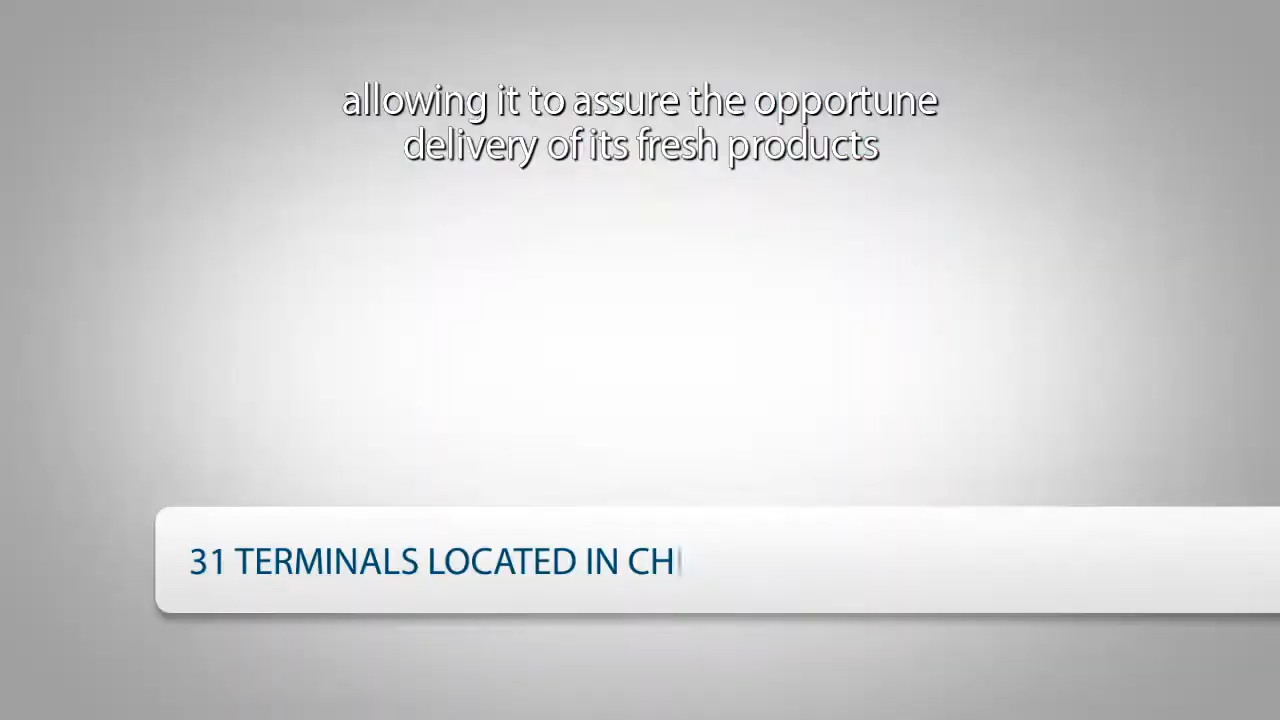 allowing it to assure the opportune
delivery of its fresh products
31 TERMINALS LOCATED IN CH